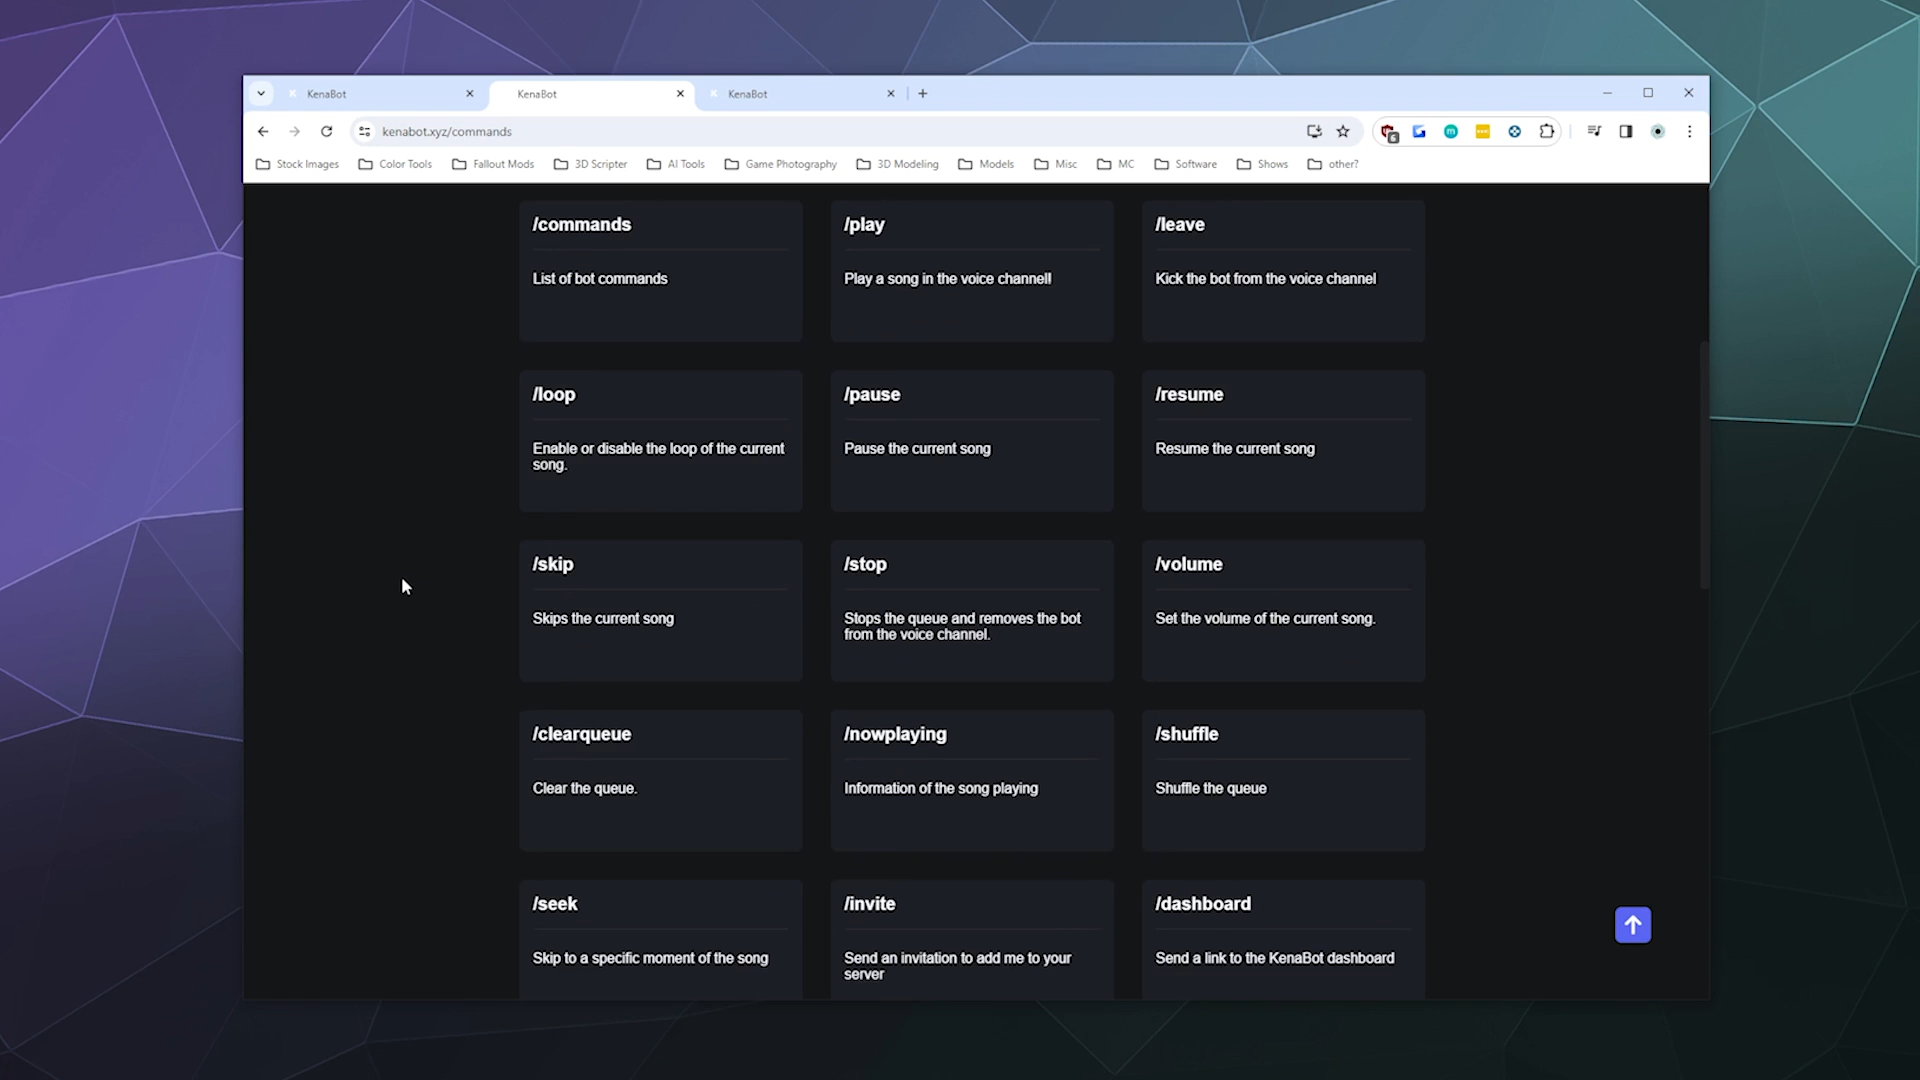 KenaBot
KenaBot
KenaBot
kenabot.xyz/commands
6
m
Stock Images
Color Tools
Fallout Mods
3D Scripter
AI Tools
Game Photography
3D Modeling
Models
Misc
MC
Software
Shows
other?
/commands
List of bot commands
/play
Play a song in the voice channell
/leave
Kick the bot from the voice channel
/loop
Enable or disable the loop of the current
song.
/pause
Pause the current song
/resume
Resume the current song
/skip
Skips the current song
/stop
Stops the queue and removes the bot
from the voice channel.
/volume
Set the volume of the current song.
/clearqueue
Clear the queue.
/nowplaying
Information of the song playing
/shuffle
Shuffle the queue
/seek
Skip to a specific moment of the song
/invite
Send an invitation to add me to your
server
/dashboard
Send a link to the KenaBot dashboard